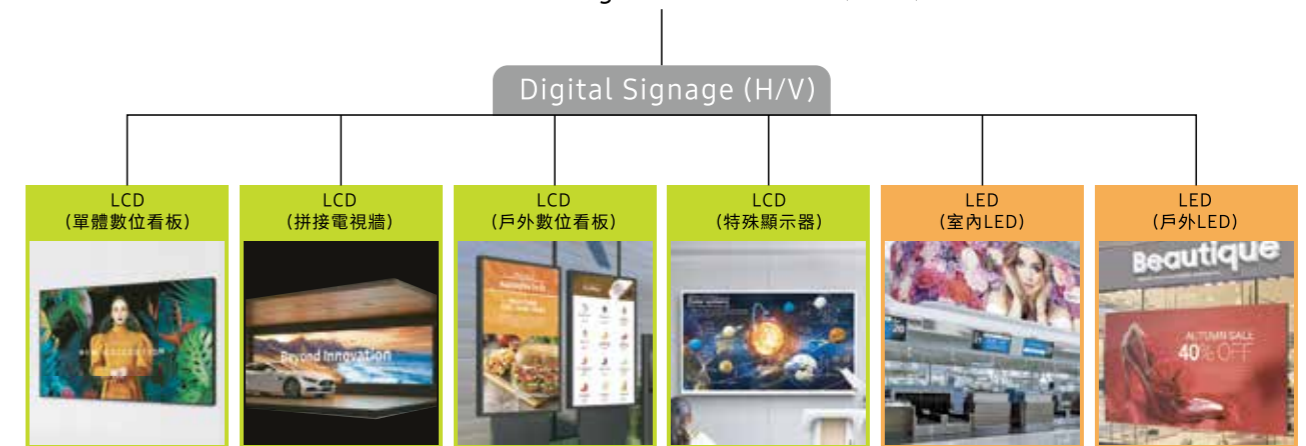 Digital Signage (H/V)
LCD
(單體數位看板)
LCD
(拼接電視牆)
LCD
(戶外數位看板)
LCD
(特殊顯示器)
LED
(室內LED)
LED
(戶外LED)
Beyond Innovation
Beautique
AUTUMN SALE
40% OFF